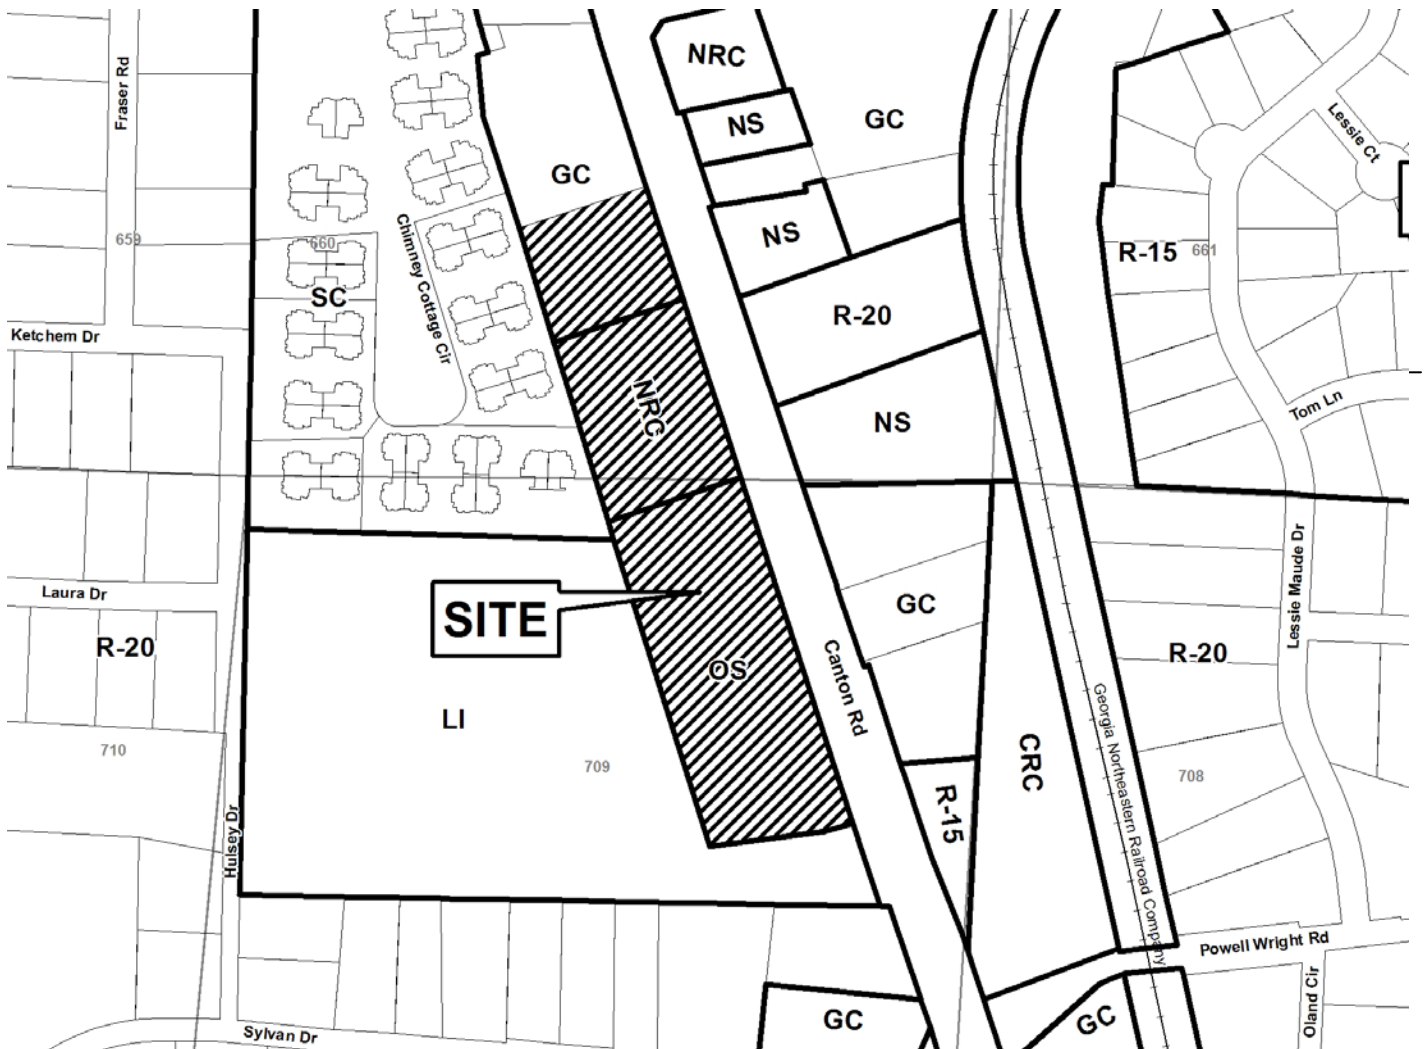 NRC
Fraser Rd
NS
GC
Lessie Ct
GC
Chimney Cottage Cir
659
660
NS
R-15
661
SC
R-20
Ketchem Dr
NRC
Tom Ln
NS
Laura Dr
SITE
GC
Lessie Maude Dr
R-20
OS
R-20
Canton Rd
LI
Georgia Northeastern Railroad Company
710
709
CRC
708
R-15
Hulsey Dr
Powell Wright Rd
GC
GC
Oland Cir
Sylvan Dr